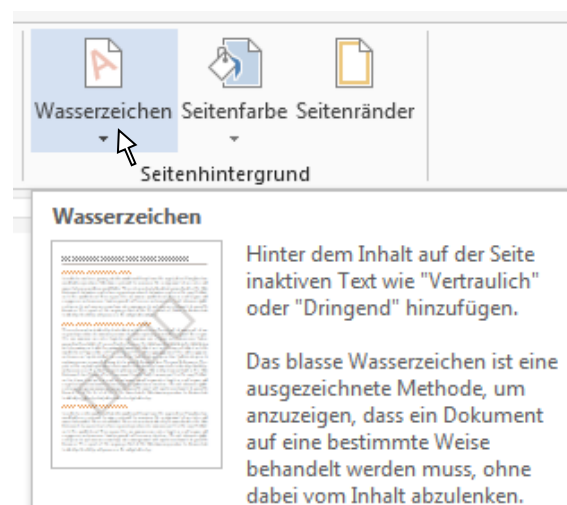 Wasserzeichen Seitenfarbe Seitenränder
Seitenhintergrund
Wasserzeichen
Hinter dem Inhalt auf der Seite
inaktiven Text wie "Vertraulich"
oder "Dringend" hinzufügen.
Das blasse Wasserzeichen ist eine
ausgezeichnete Methode, um
anzuzeigen, dass ein Dokument
auf eine bestimmte Weise
behandelt werden muss, ohne
dabei vom Inhalt abzulenken.